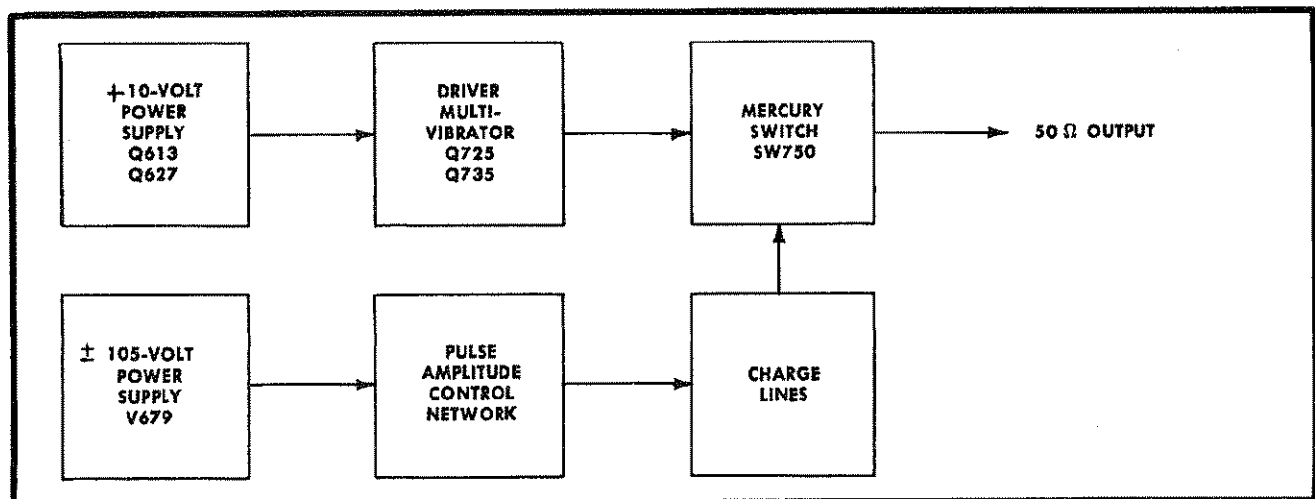 +10-VOLT
POWER
SUPPLY
Q613
Q627
DRIVER
MULTI-
VIBRATOR
Q725
Q735
MERCURY
SWITCH
SW750
50 Ω OUTPUT
± 105-VOLT
POWER
SUPPLY
V679
PULSE
AMPLITUDE
CONTROL
NETWORK
CHARGE
LINES